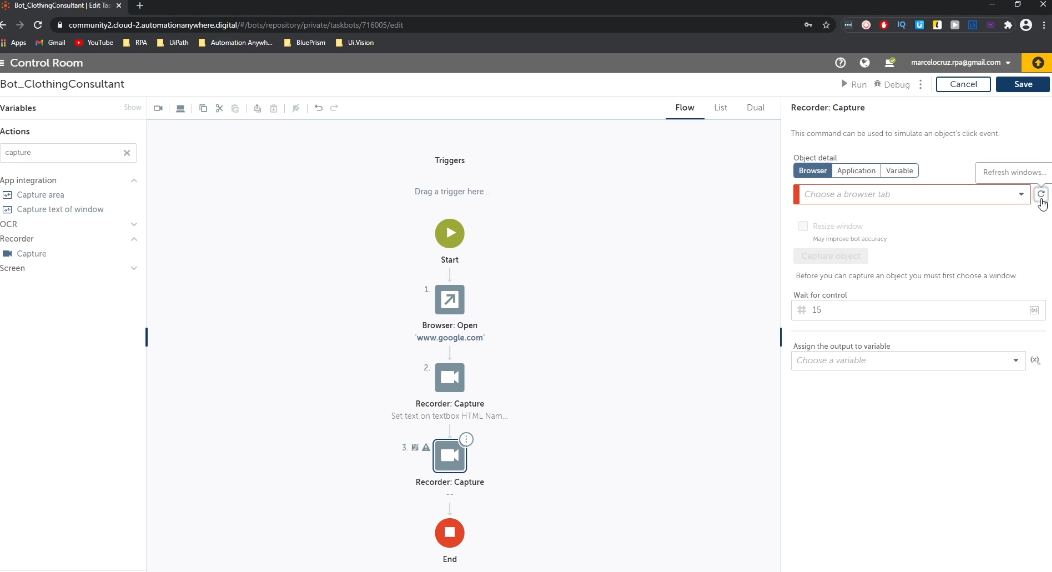 Bot_ClothingConsultant | Edit Tas
community2.cloud-2.automationanywhere.digital/#/bots/repository/private/taskbots/716005/edit
Apps Gmail YouTube RPA UiPath Automation Anywh... BluePrism Ui.Vision
Control Room
marcelocruz.rpa@gmail.com
Bot_ClothingConsultant
Run Debug Cancel Save
Variables Show
Flow List Dual
Actions
capture
App integration
Capture area
Capture text of window
OCR
Recorder
Capture
Screen
Triggers
Drag a trigger here...
Start
1.
Browser: Open
"www.google.com"
2.
Recorder: Capture
Set text on textbox HTML Nam...
3.
Recorder: Capture
--
End
Recorder: Capture
This command can be used to simulate an object's click event.
Object detail
Browser Application Variable
Refresh windows...
Choose a browser tab
Resize window
May improve bot accuracy
Capture object
Before you can capture an object you must first choose a window
Wait for control
# 15
(x)
Assign the output to variable
Choose a variable
(x)